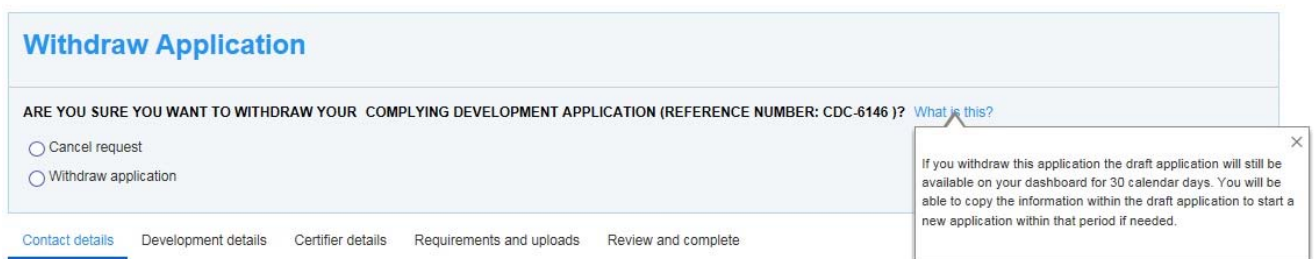 Withdraw Application
ARE YOU SURE YOU WANT TO WITHDRAW YOUR COMPLYING DEVELOPMENT APPLICATION (REFERENCE NUMBER: CDC-6146 )? What is this?
Cancel request
Withdraw application
If you withdraw this application the draft application will still be
available on your dashboard for 30 calendar days. You will be
able to copy the information within the draft application to start a
new application within that period if needed.
Contact details Development details Certifier details Requirements and uploads Review and complete